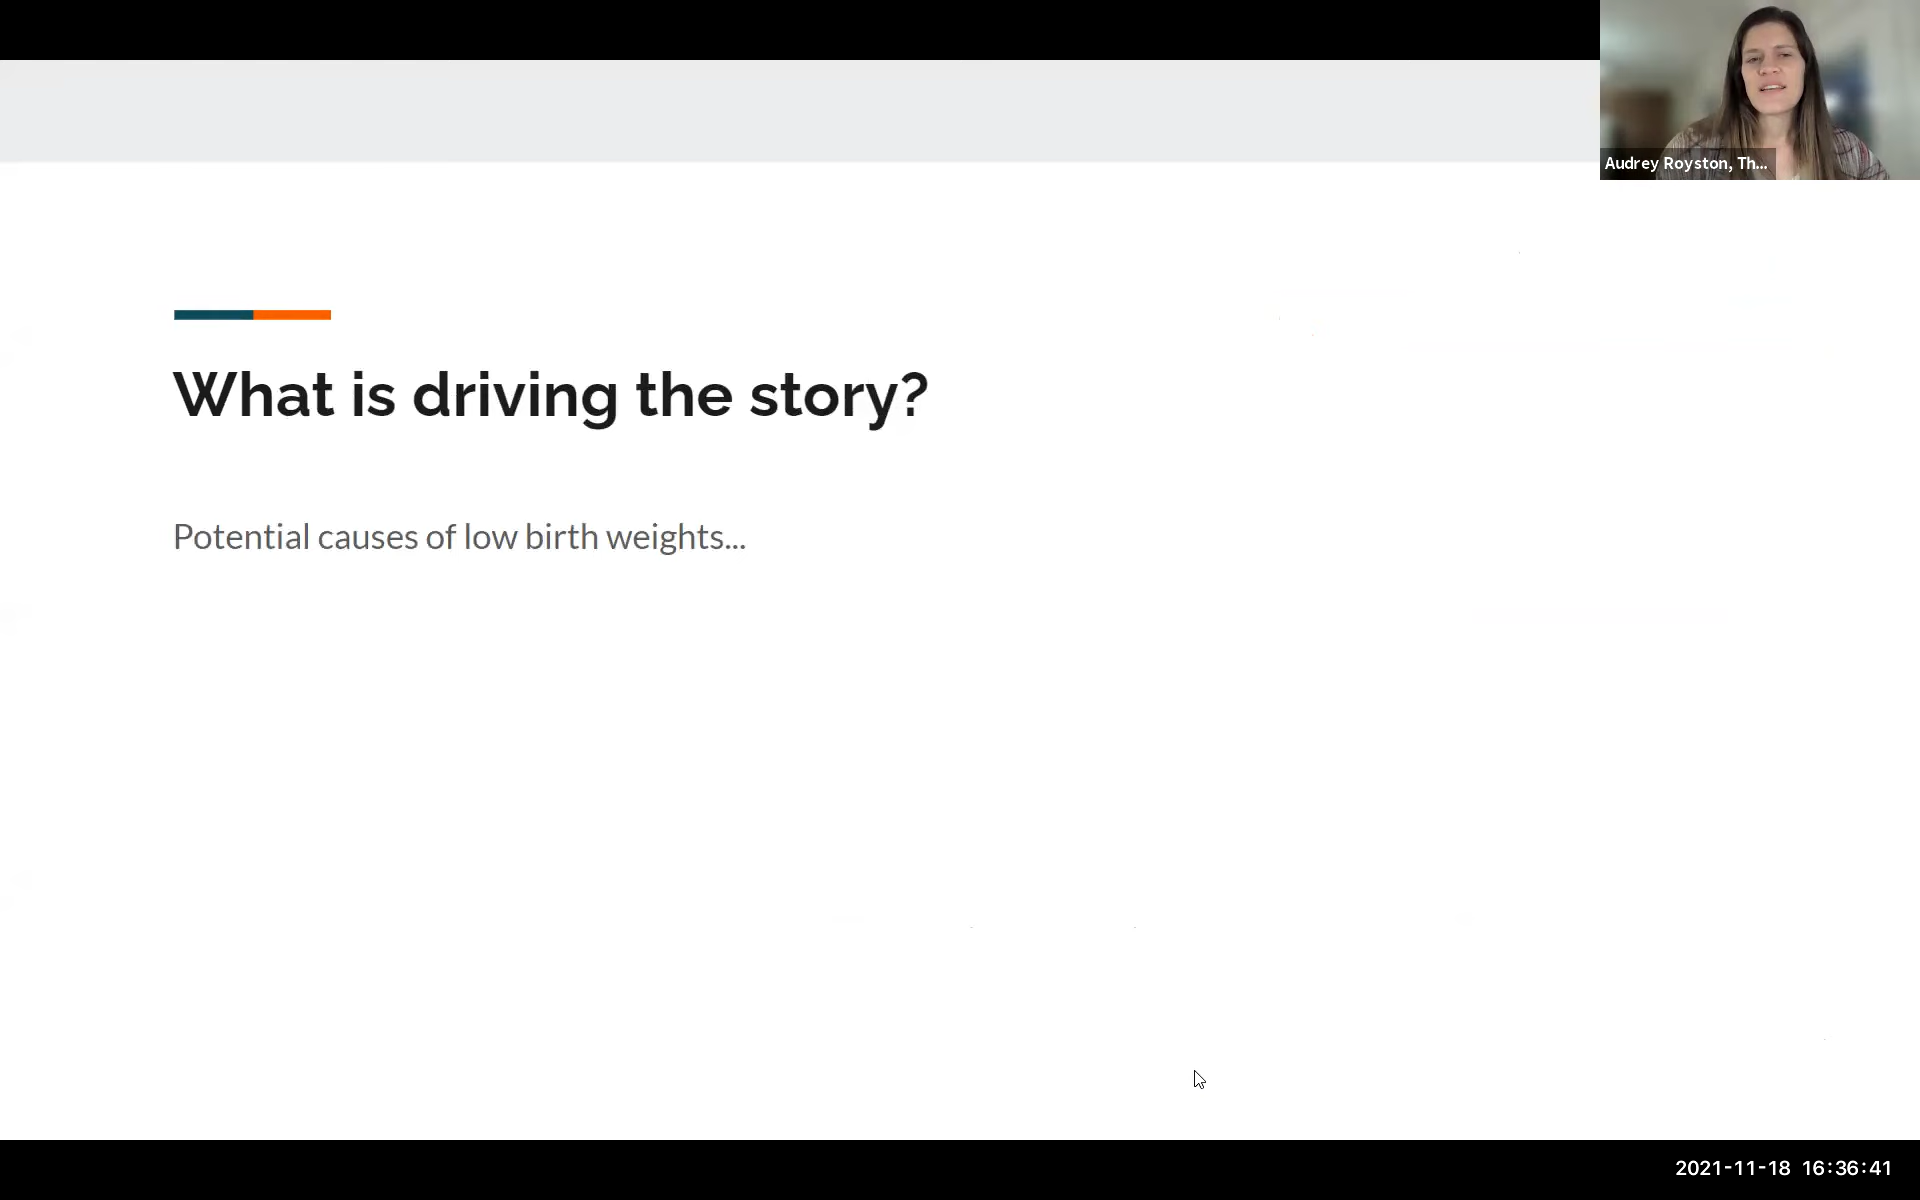 Audrey Royston, Th...
What is driving the story?
Potential causes of low birth weights...
2021-11-18 16:36:41